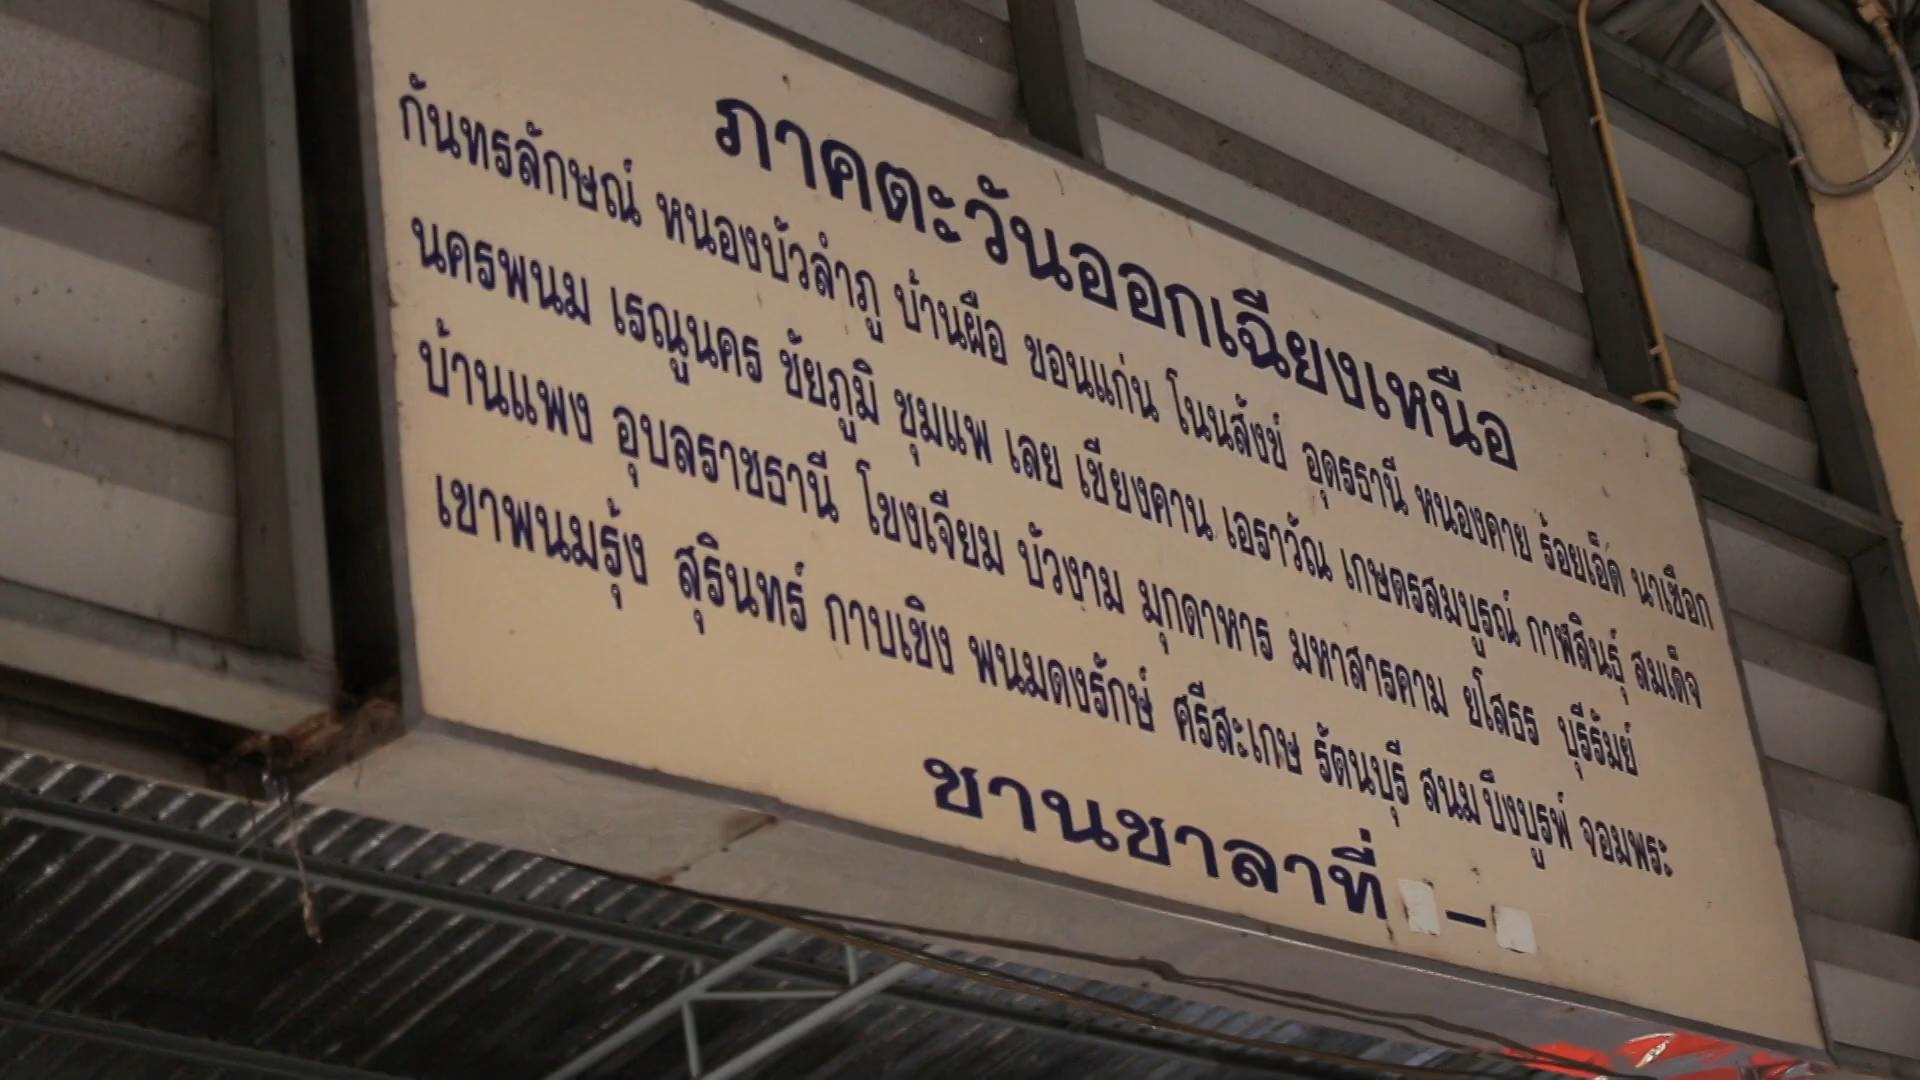 ภาคตะวันออกเฉียงเหนือ
กันทรลักษณ์ หนองบัวลำภู บ้านผือ ขอนแก่น โนนสังข์ อุดรธานี หนองคาย ร้อยเอ็ด นาเชือก
นครพนม เรณูนคร ชัยภูมิ ชุมแพ เลย เชียงคาน เอราวัณ เกษตรสมบูรณ์ กาฬสินธุ์ สมเด็จ
บ้านแพง อุบลราชธานี โขงเจียม บัวงาม มุกดาหาร มหาสารคาม ยโสธร บุรีรัมย์
เขาพนมรุ้ง สุรินทร์ กาบเชิง พนมดงรักษ์ ศรีสะเกษ รัตนบุรี สนม บึงบูรพ์ จอมพระ
ชานชาลาที่ –